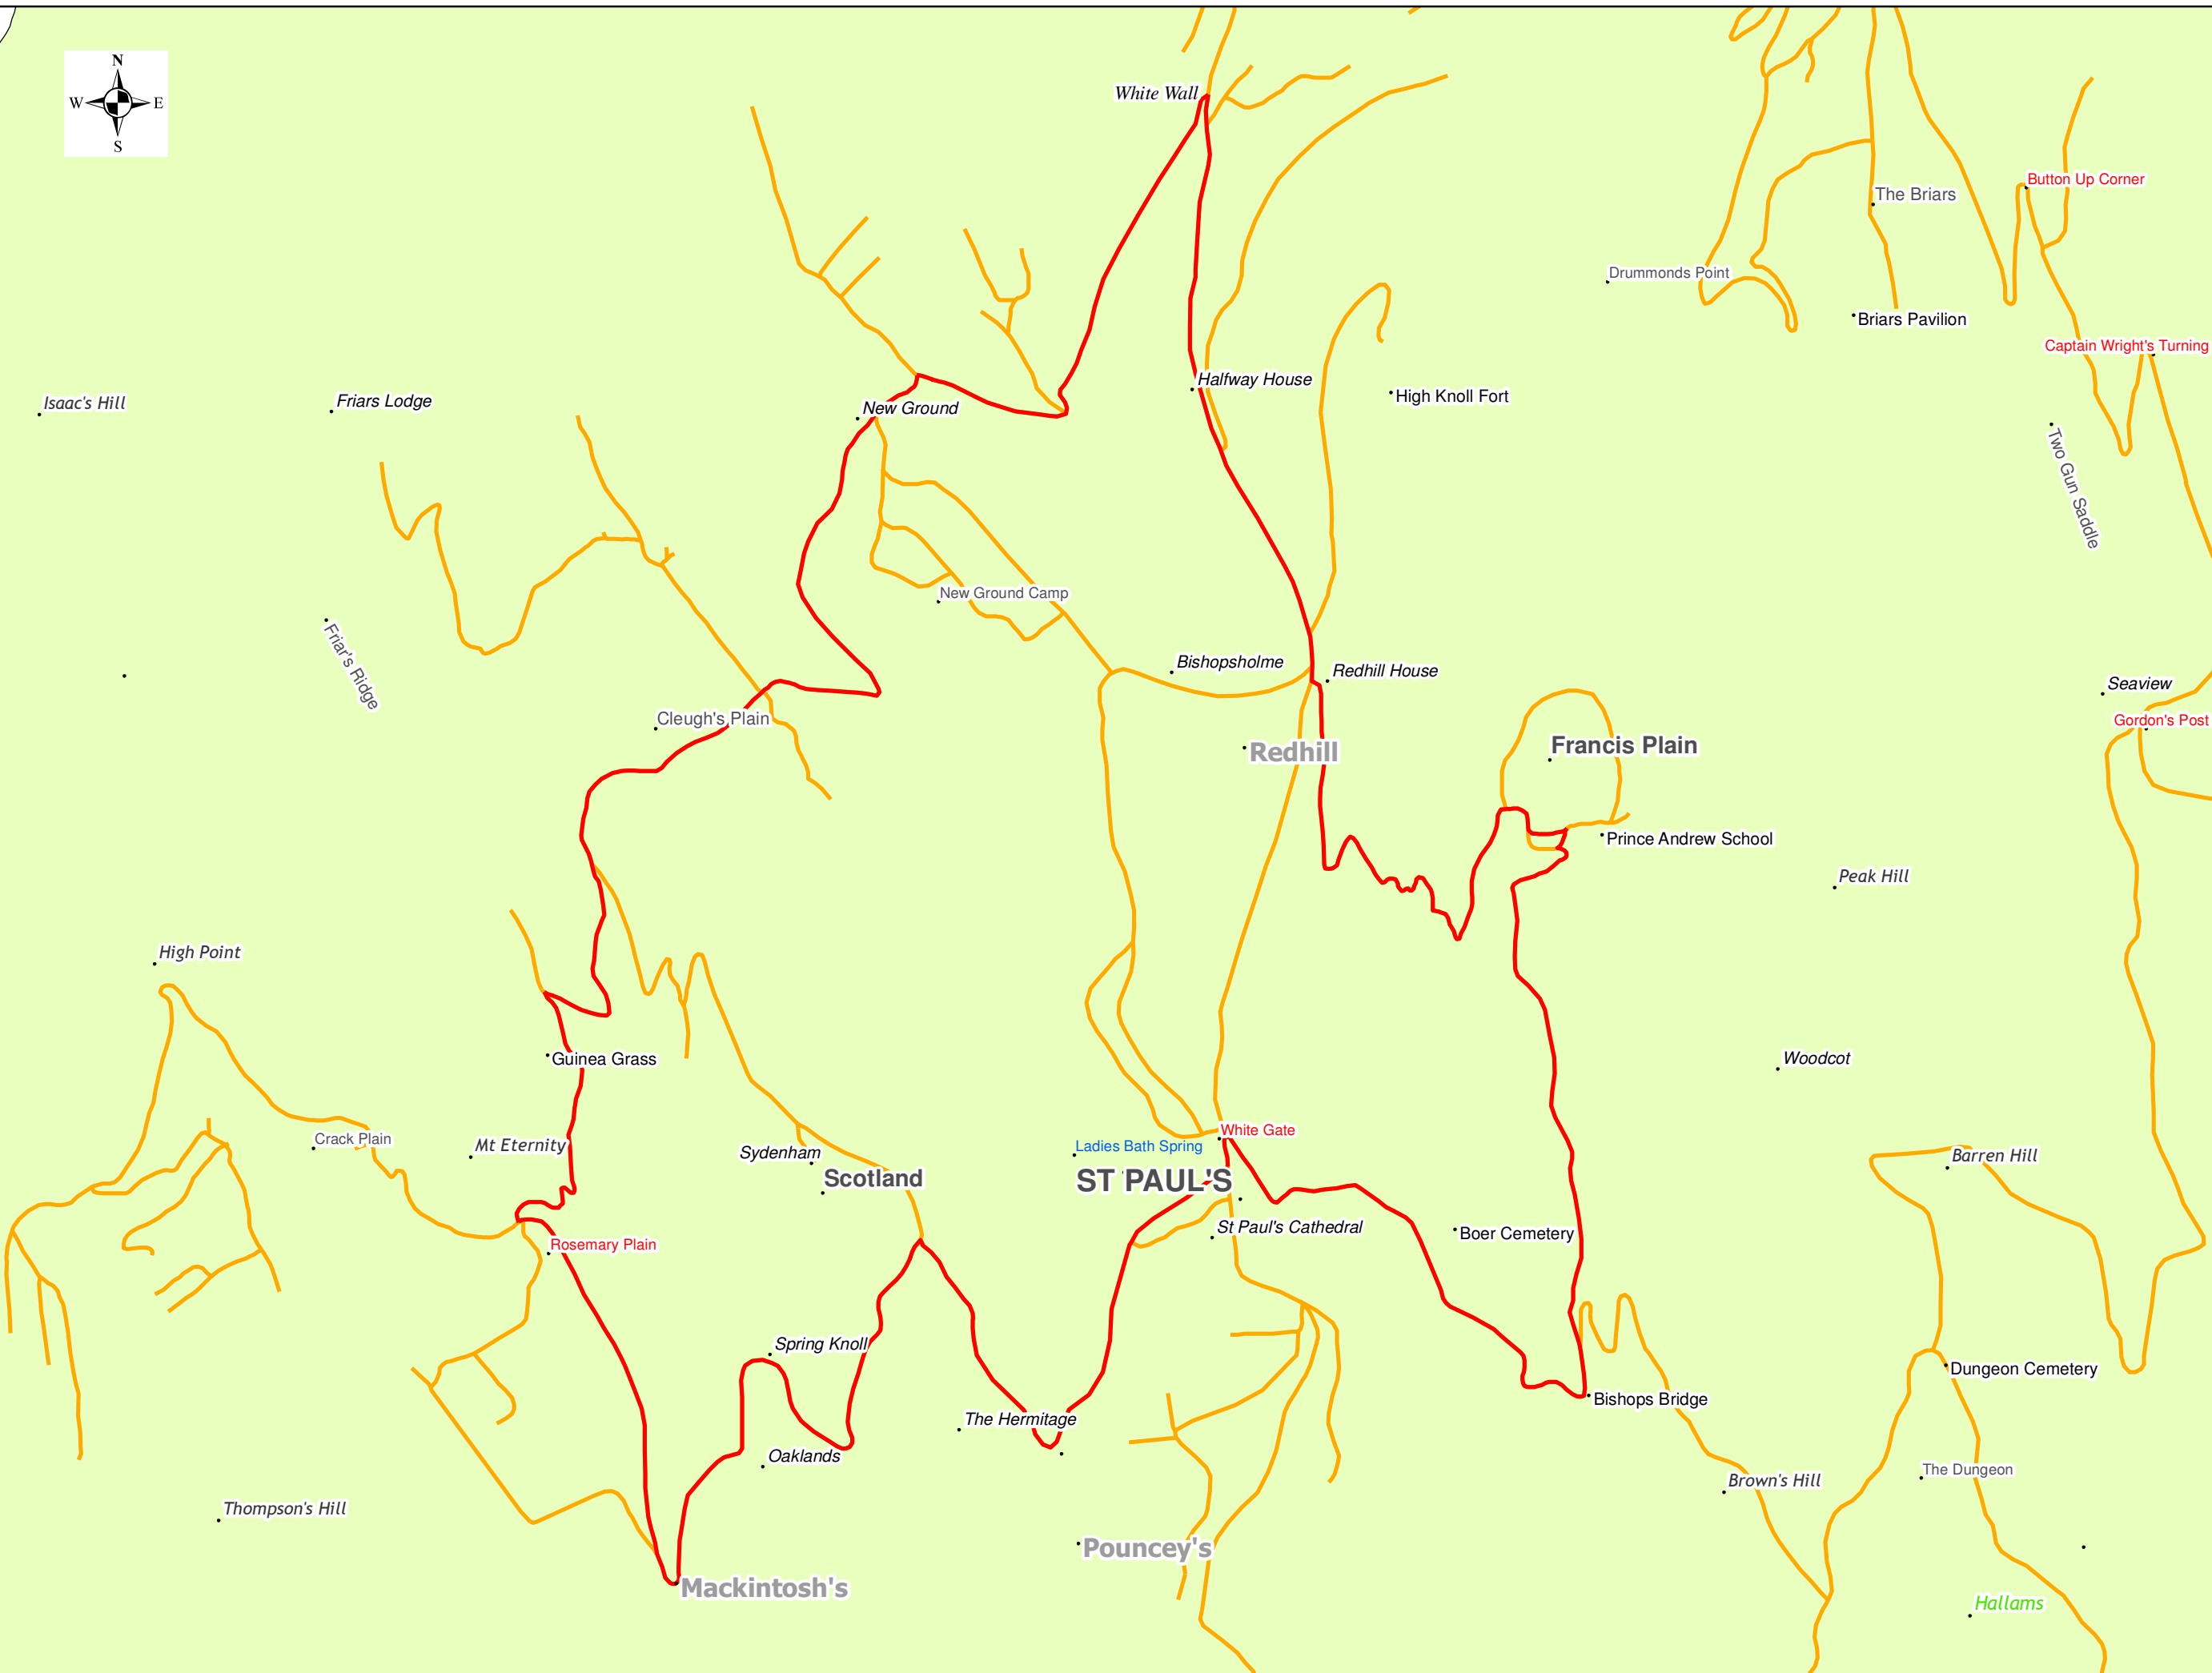 N
W E
S
White Wall
Button Up Corner
The Briars
Drummonds Point
Briars Pavilion
Captain Wright's Turning
Halfway House
High Knoll Fort
Isaac's Hill
Friars Lodge
New Ground
Two Gun Saddle
New Ground Camp
Friar's Ridge
Bishopsholme
Redhill House
Seaview
Cleugh's Plain
Gordon's Post
Redhill
Francis Plain
Prince Andrew School
Peak Hill
High Point
Guinea Grass
Woodcot
White Gate
Crack Plain
Mt Eternity
Ladies Bath Spring
Sydenham
Barren Hill
Scotland
ST PAUL'S
St Paul's Cathedral
Boer Cemetery
Rosemary Plain
Spring Knoll
Dungeon Cemetery
Bishops Bridge
The Hermitage
Oaklands
The Dungeon
Brown's Hill
Thompson's Hill
Pouncey's
Mackintosh's
Hallams